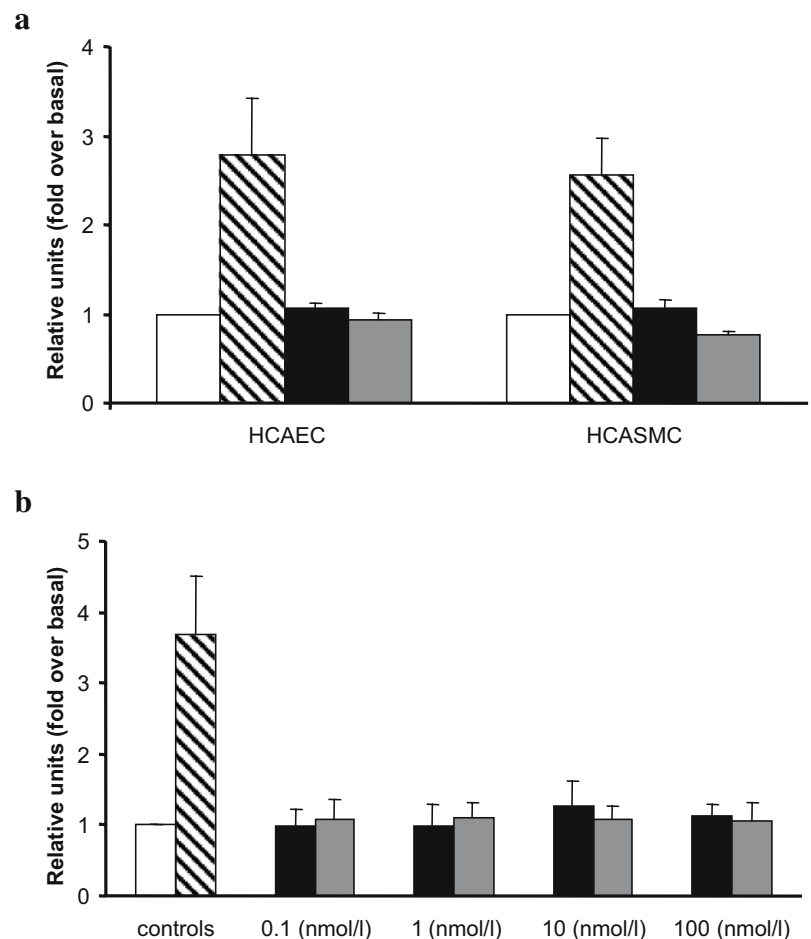 a
Relative units (fold over basal)
4
3
2
1
0
HCAEC HCASMC
b
Relative units (fold over basal)
5
4
3
2
1
0
controls 0.1 (nmol/l) 1 (nmol/l) 10 (nmol/l) 100 (nmol/l)